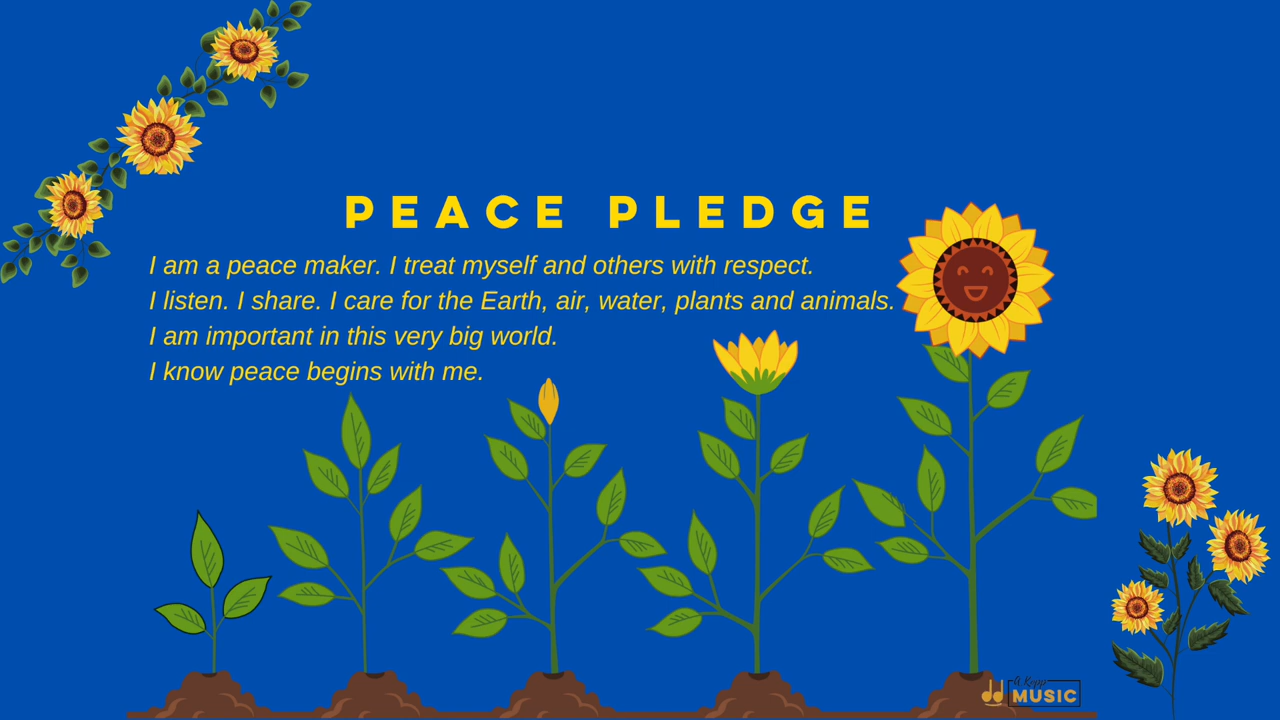 PEACE PLEDGE
I am a peace maker. I treat myself and others with respect.
I listen. I share. I care for the Earth, air, water, plants and animals.
I am important in this very big world.
I know peace begins with me.
MUSIC